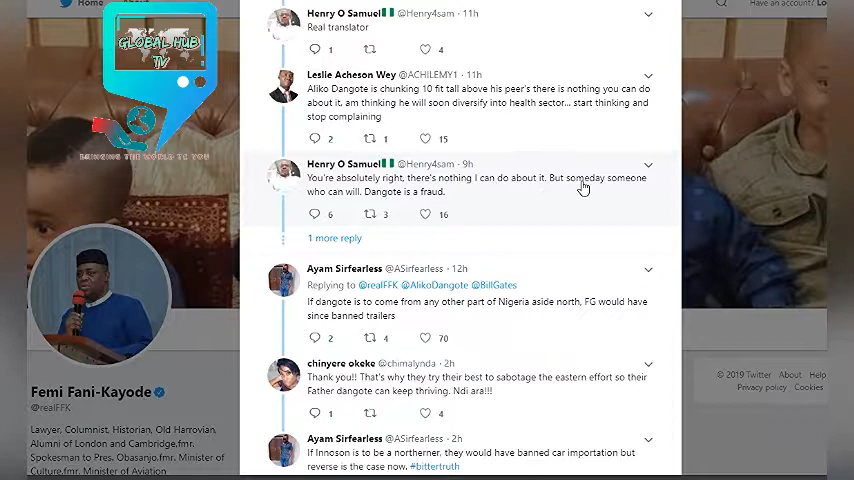 Home
About
Have an account? Lo
GLOBAL HUB
TV
BRINGING THE WORLD TO YOU
Henry O Samuel @Henry4sam · 11h
Real translator
1 4
Leslie Acheson Wey @ACHILEMY1 · 11h
Aliko Dangote is chunking 10 fit tall above his peer's there is nothing you can do
about it, am thinking he will soon diversify into health sector... start thinking and
stop complaining
2 1 15
Henry O Samuel @Henry4sam · 9h
You're absolutely right, there's nothing I can do about it. But someday someone
who can will. Dangote is a fraud.
6 3 16
1 more reply
Ayam Sirfearless @ASirfearless · 12h
Replying to @realFFK @AlikoDangote @BillGates
If dangote is to come from any other part of Nigeria aside north, FG would have
since banned trailers
2 4 70
chinyere okeke @chimalynda · 2h
Thank you!! That's why they try their best to sabotage the eastern effort so their
Father dangote can keep thriving. Ndi ara!!!
1 4
Ayam Sirfearless @ASirfearless · 2h
If Innoson is to be a northerner, they would have banned car importation but
reverse is the case now. #bittertruth
Femi Fani-Kayode
@realFFK
Lawyer, Columnist, Historian, Old Harrovian,
Alumni of London and Cambridge.fmr.
Spokesman to Pres. Obasanjo.fmr. Minister of
Culture.fmr. Minister of Aviation
© 2019 Twitter About Help
Privacy policy Cookies